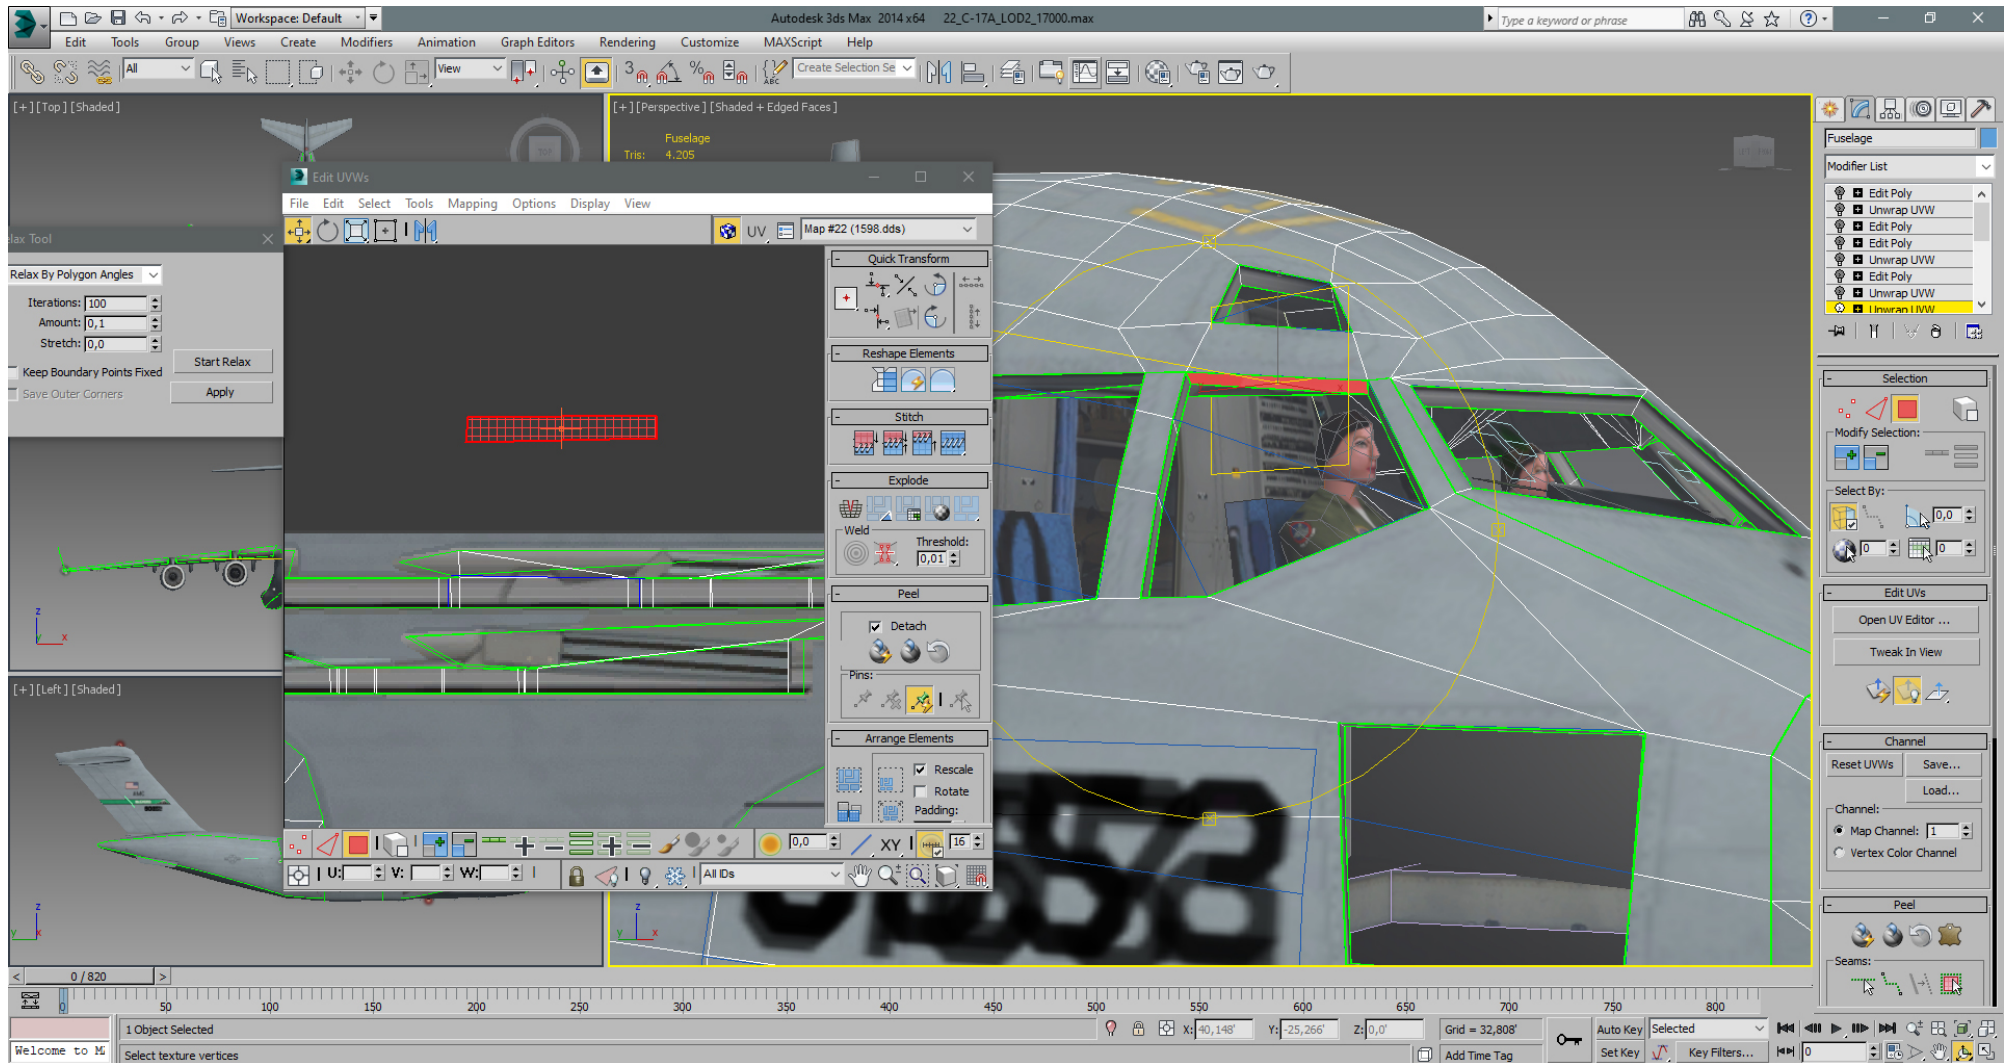 Workspace: Default
Autodesk 3ds Max 2014 x64 22_C-17A_LOD2_17000.max
Type a keyword or phrase
Edit Tools Group Views Create Modifiers Animation Graph Editors Rendering Customize MAXScript Help
All
View
Create Selection Se
[+] [Top] [Shaded]
TOP
[+] [Perspective] [Shaded + Edged Faces]
Fuselage
Tris: 4.205
Edit UVWs
File Edit Select Tools Mapping Options Display View
UV
Map #22 (1598.dds)
elax Tool
Relax By Polygon Angles
Iterations: 100
Amount: 0,1
Stretch: 0,0
Start Relax
Keep Boundary Points Fixed
Save Outer Corners
Apply
Quick Transform
Reshape Elements
Stitch
Explode
Weld
Threshold:
0,01
Peel
Detach
Pins:
Arrange Elements
Rescale
Rotate
Padding:
0,0
XY
16
U: V: W:
All IDs
[+] [Left] [Shaded]
Fuselage
Modifier List
Edit Poly
Unwrap UVW
Edit Poly
Edit Poly
Unwrap UVW
Edit Poly
Unwrap UVW
Unwrap UVW
Selection
Modify Selection:
Select By:
0,0
0
0
Edit UVs
Open UV Editor ...
Tweak In View
Channel
Reset UVWs Save...
Load...
Channel:
Map Channel: 1
Vertex Color Channel
Peel
Seams:
0 / 820
0 50 100 150 200 250 300 350 400 450 500 550 600 650 700 750 800
1 Object Selected
X: 40,148' Y: -25,266' Z: 0,0' Grid = 32,808'
Auto Key Selected
Welcome to M
Select texture vertices
Add Time Tag
Set Key Key Filters...
0